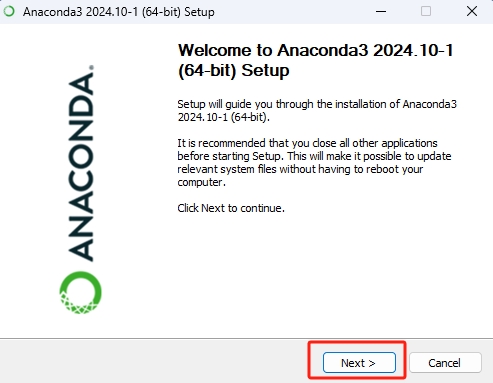 Anaconda3 2024.10-1 (64-bit) Setup
Welcome to Anaconda3 2024.10-1
(64-bit) Setup
Setup will guide you through the installation of Anaconda3
2024.10-1 (64-bit).
It is recommended that you close all other applications
before starting Setup. This will make it possible to update
relevant system files without having to reboot your
computer.
Click Next to continue.
ANACONDA.
Next >
Cancel